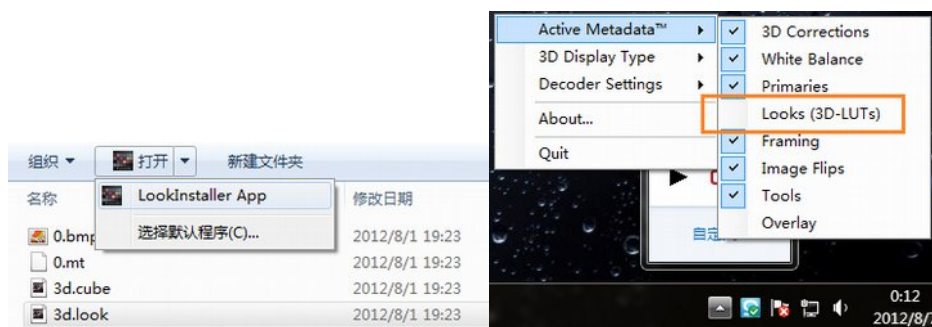 组织 打开 新建文件夹
名称 修改日期
LookInstaller App
选择默认程序(C)...
0.bmp 2012/8/1 19:23
0.mt 2012/8/1 19:23
3d.cube 2012/8/1 19:23
3d.look 2012/8/1 19:23
Active Metadata™
3D Display Type
Decoder Settings
About...
Quit
3D Corrections
White Balance
Primaries
Looks (3D-LUTs)
Framing
Image Flips
Tools
Overlay
0:12
2012/8/